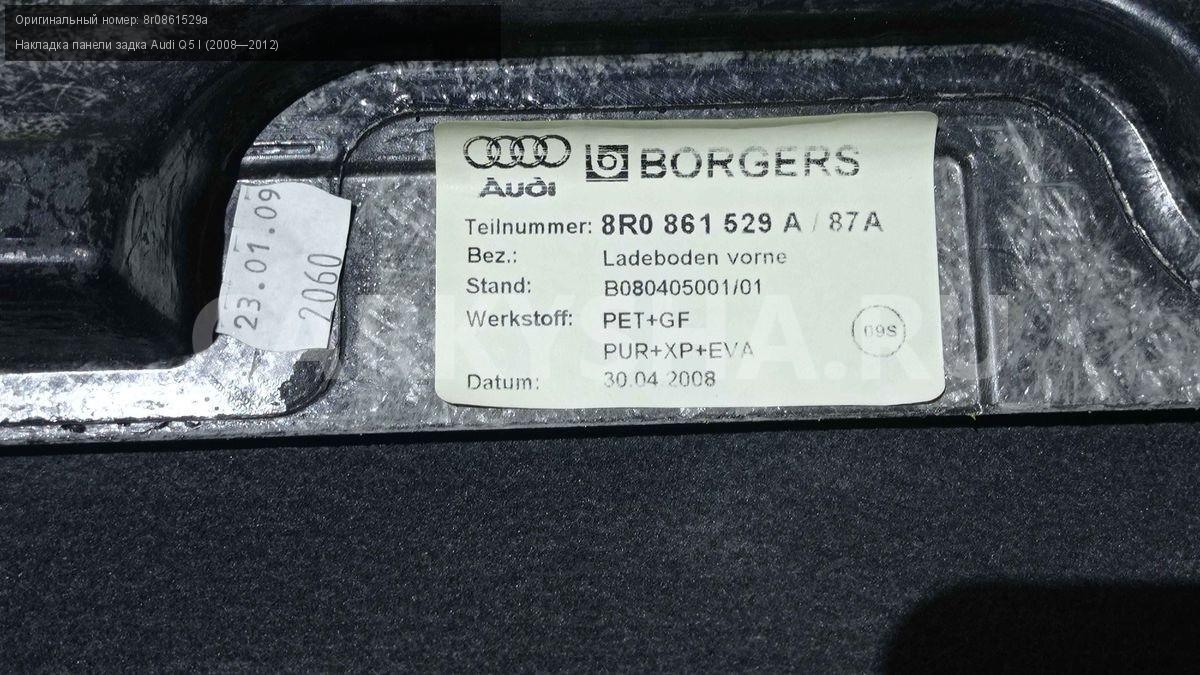 Оригинальный номер: 8r0861529a
Накладка панели задка Audi Q5 I (2008—2012)
Audi
BORGERS
Teilnummer: 8R0 861 529 A / 87A
Bez.: Ladeboden vorne
Stand: B080405001/01
Werkstoff: PET+GF
PUR+XP+EVA
09S
Datum: 30.04.2008
23.01.09
2060
CARKYSHA.RU